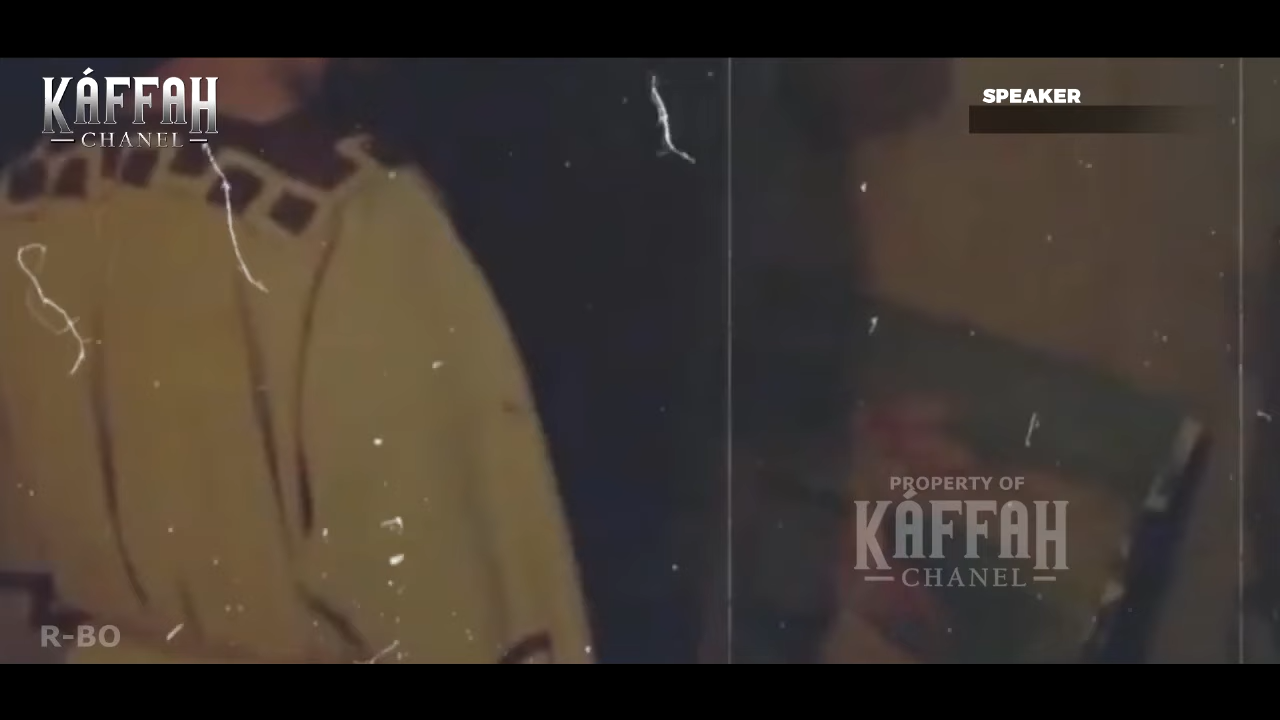 KÁFFAH
CHANEL
SPEAKER
PROPERTY OF
KÁFFAH
CHANEL
R-BO